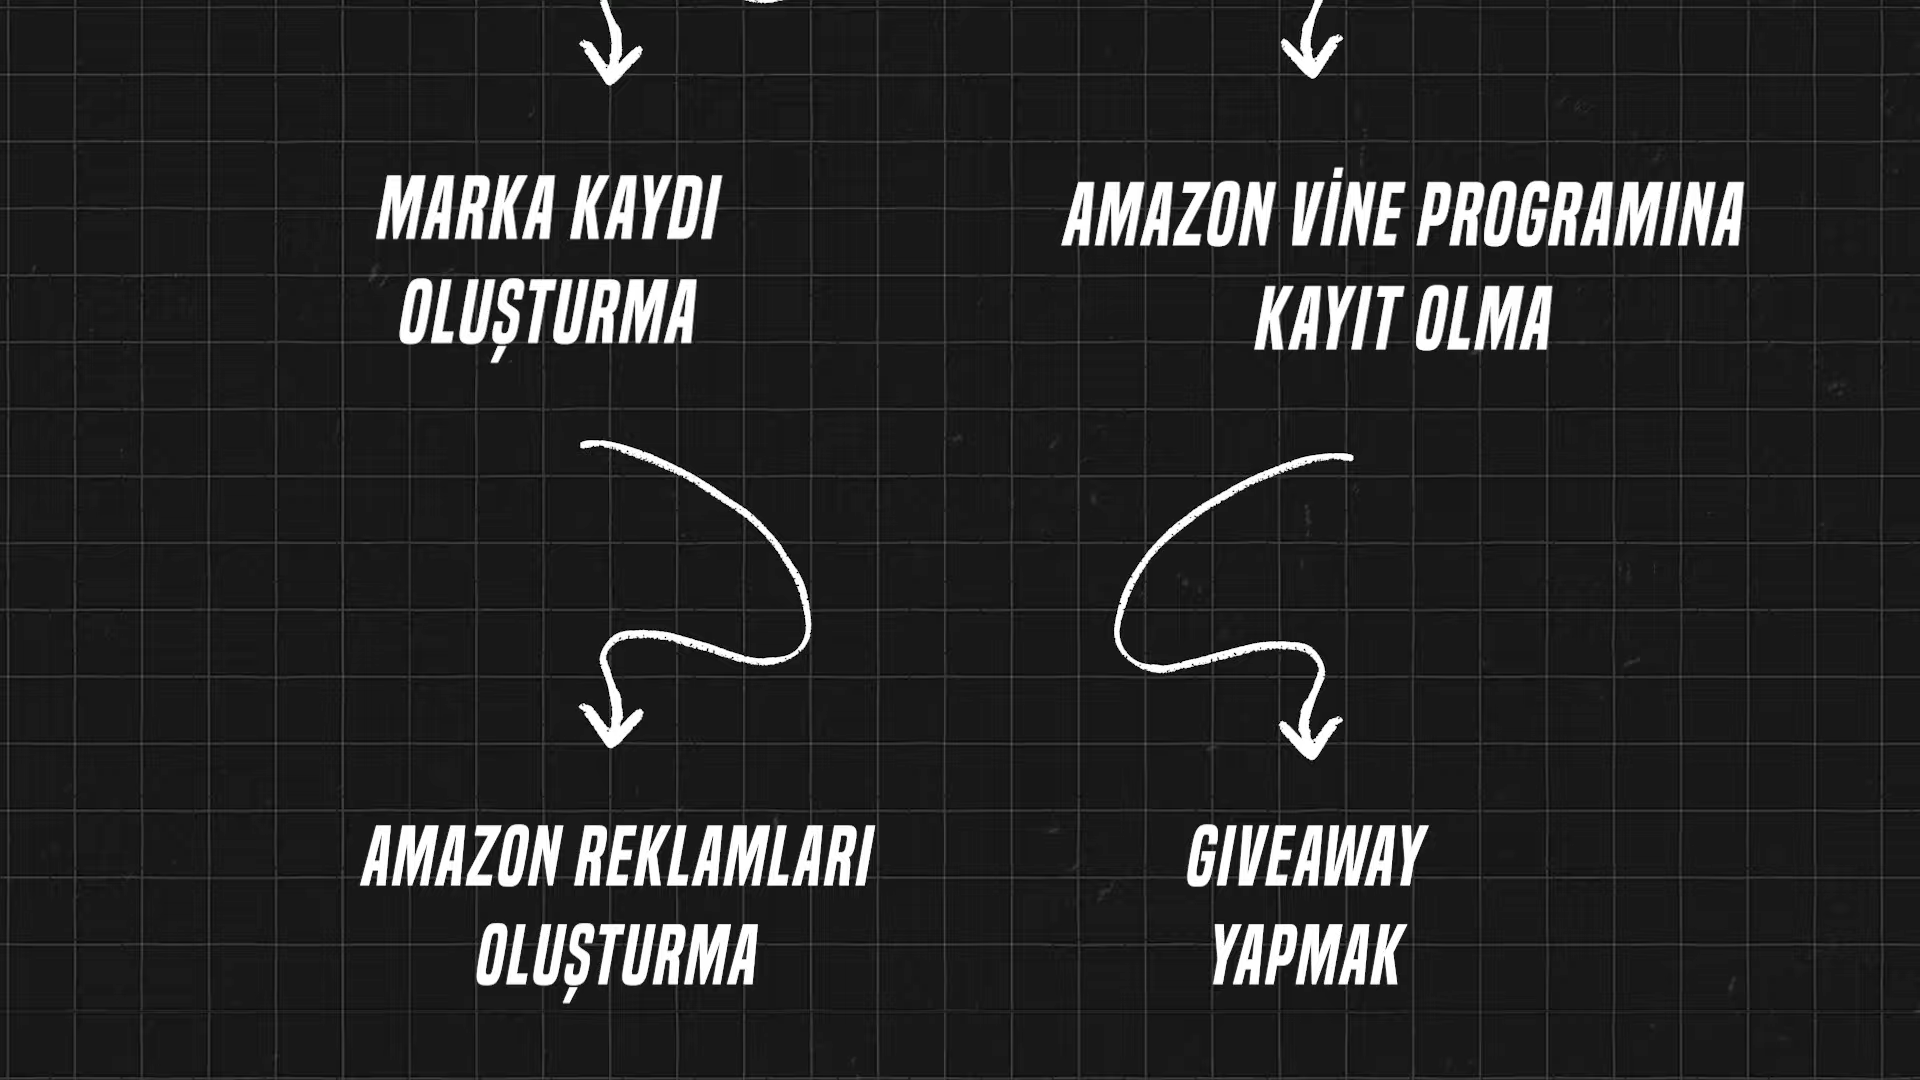 MARKA KAYDI
OLUŞTURMA
AMAZON VİNE PROGRAMINA
KAYIT OLMA
AMAZON REKLAMLARI
OLUŞTURMA
GIVEAWAY
YAPMAK